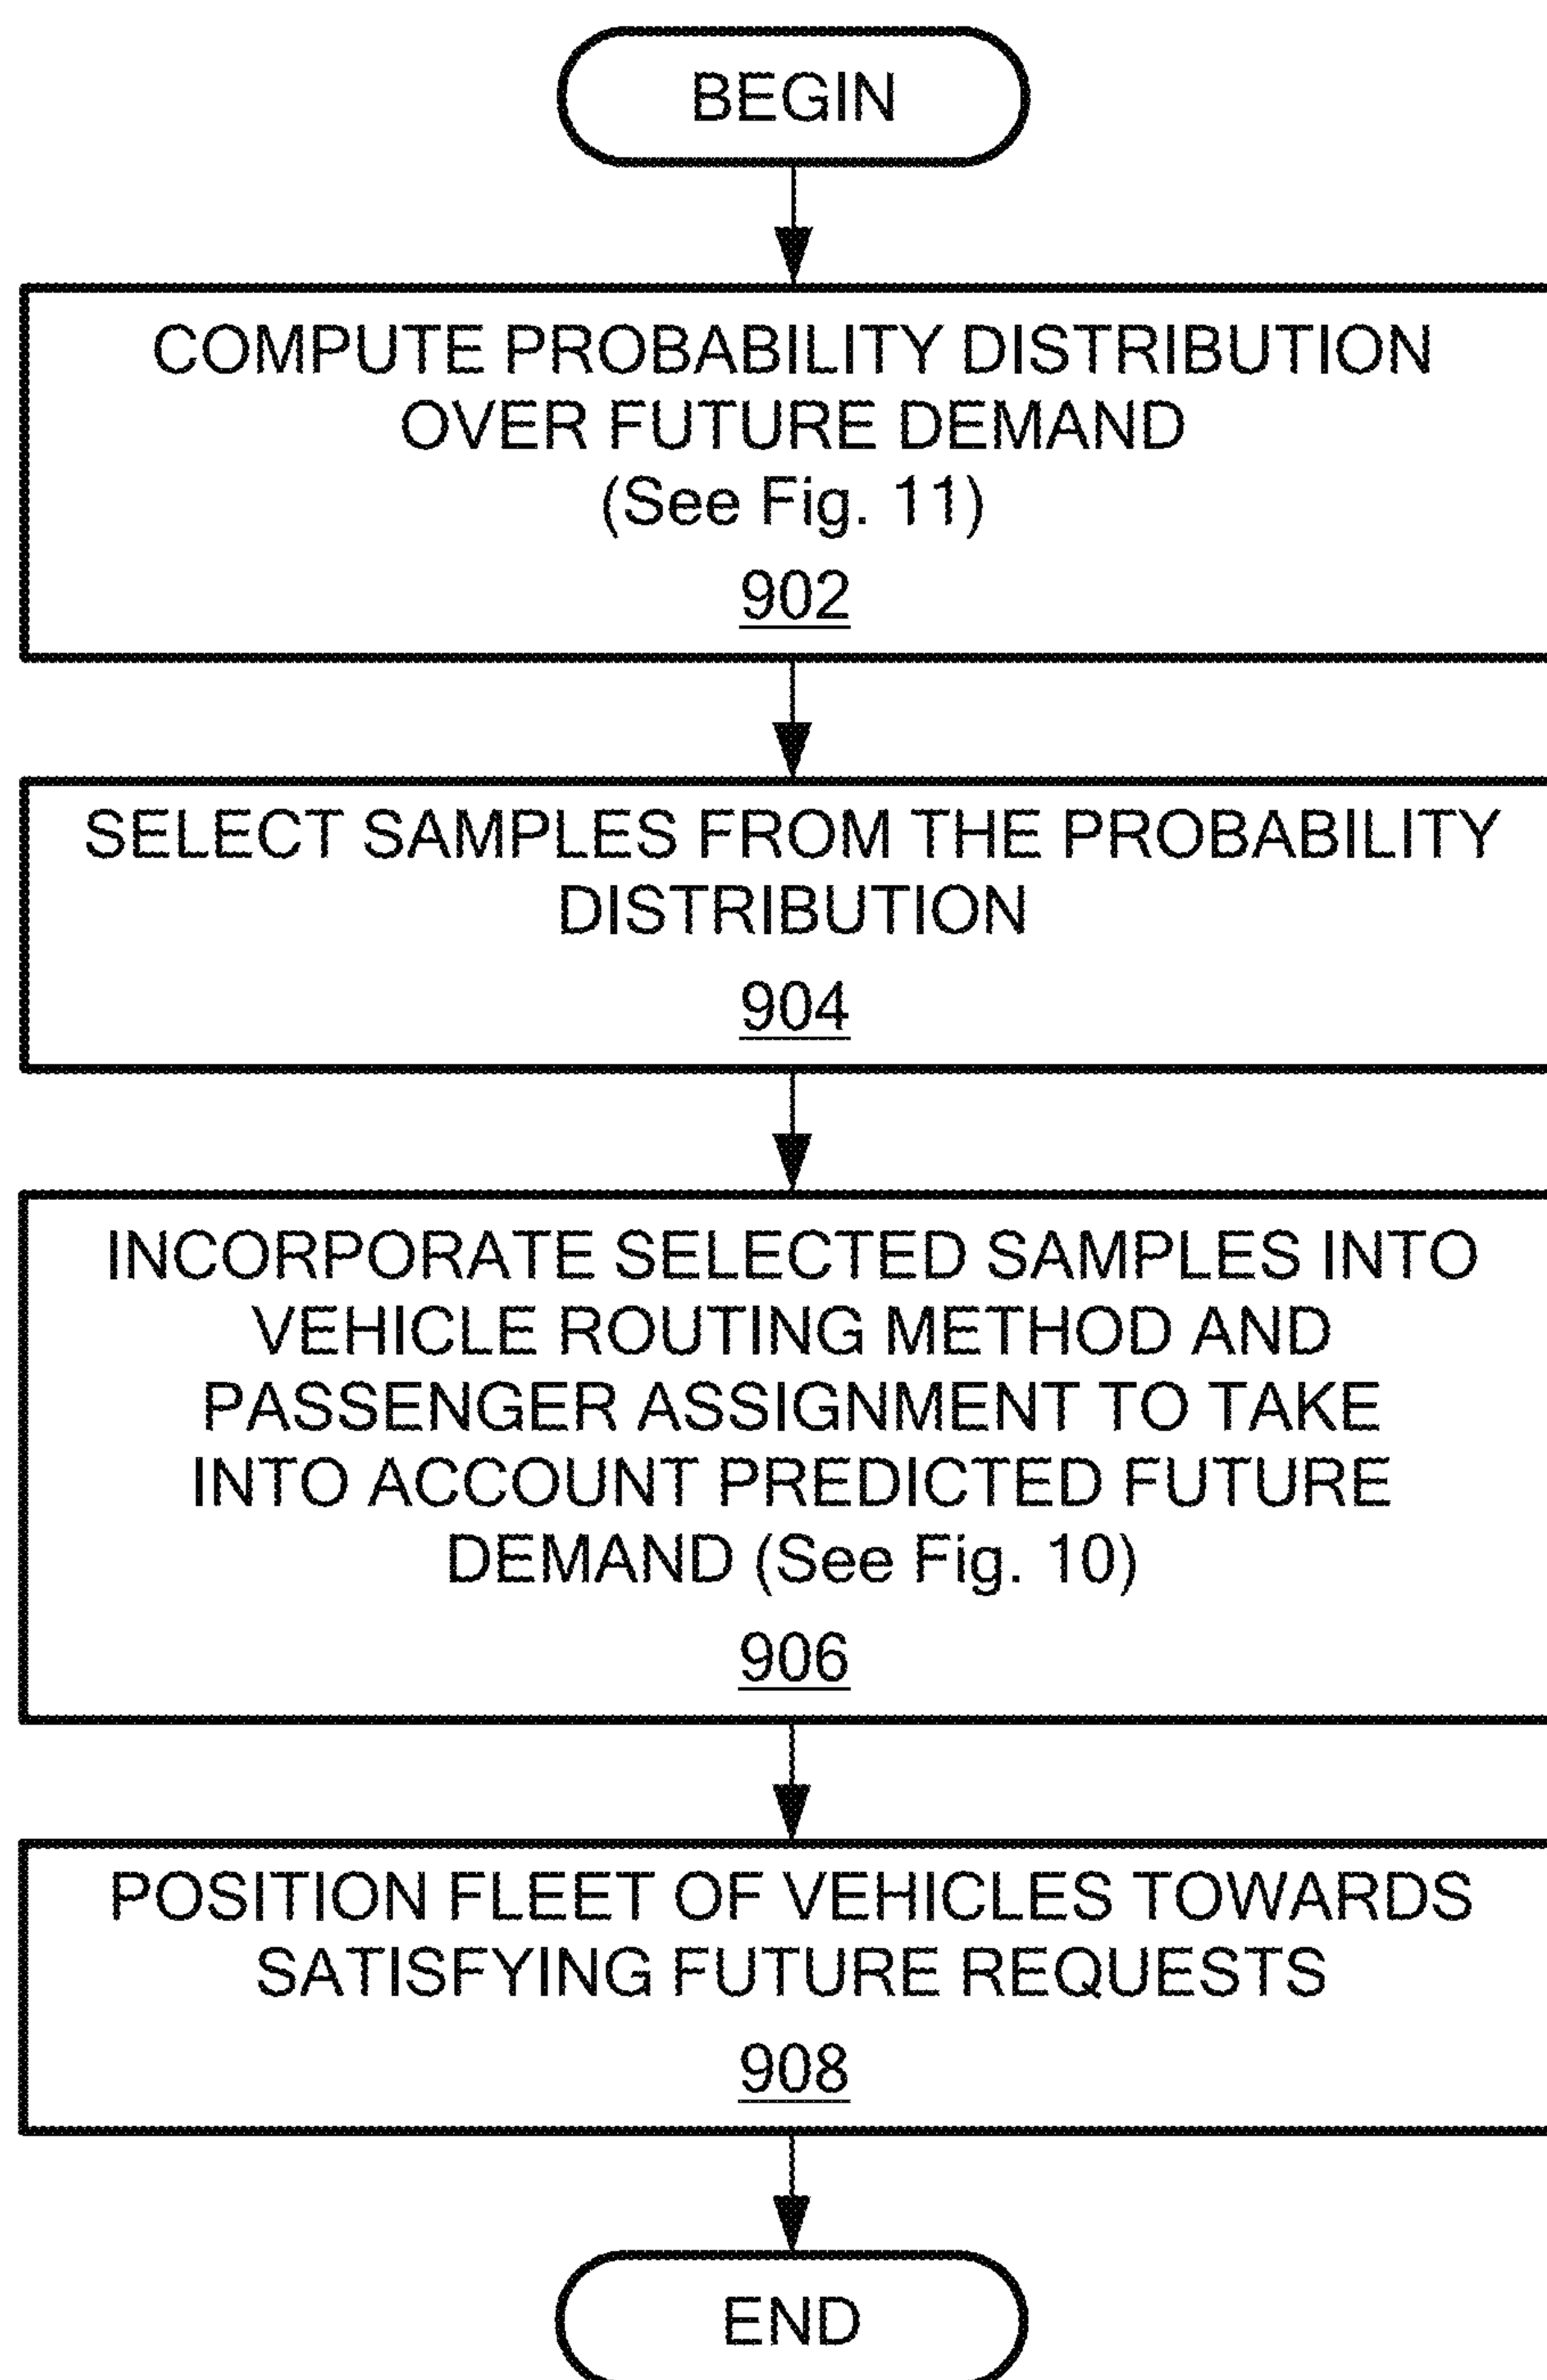 BEGIN
COMPUTE PROBABILITY DISTRIBUTION
OVER FUTURE DEMAND
(See Fig. 11)
902
SELECT SAMPLES FROM THE PROBABILITY
DISTRIBUTION
904
INCORPORATE SELECTED SAMPLES INTO
VEHICLE ROUTING METHOD AND
PASSENGER ASSIGNMENT TO TAKE
INTO ACCOUNT PREDICTED FUTURE
DEMAND (See Fig. 10)
906
POSITION FLEET OF VEHICLES TOWARDS
SATISFYING FUTURE REQUESTS
908
END